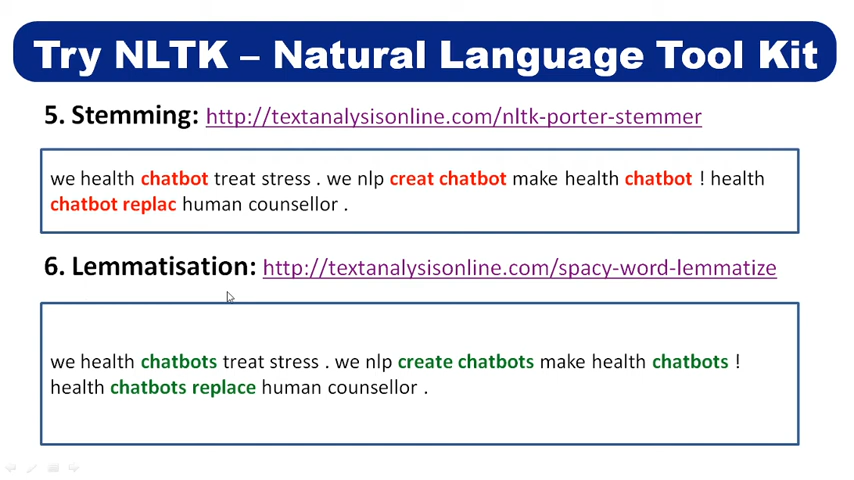 Try NLTK – Natural Language Tool Kit
5. Stemming: http://textanalysisonline.com/nltk-porter-stemmer
we health chatbot treat stress . we nlp creat chatbot make health chatbot ! health
chatbot replac human counsellor .
6. Lemmatisation: http://textanalysisonline.com/spacy-word-lemmatize
we health chatbots treat stress . we nlp create chatbots make health chatbots !
health chatbots replace human counsellor .